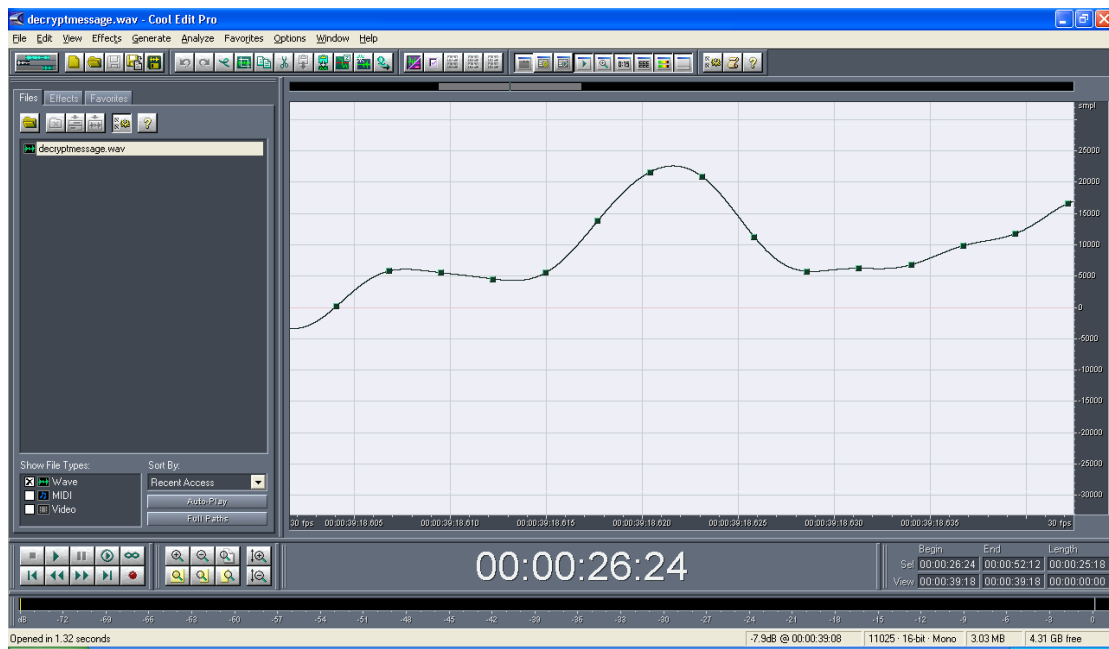 decryptmessage.wav - Cool Edit Pro
File Edit View Effects Generate Analyze Favorites Options Window Help
Files Effects Favorites
decryptmessage.wav
smpl
25000
20000
15000
10000
5000
0
-5000
-10000
-15000
-20000
-25000
-30000
Show File Types: Sort By:
Wave Recent Access
MIDI Auto-Play
Video Full Paths
30 fps 00:00:39:18.605 00:00:39:18.610 00:00:39:18.615 00:00:39:18.620 00:00:39:18.625 00:00:39:18.630 00:00:39:18.635 30 fps
00:00:26:24
Begin End Length
Sel 00:00:26:24 00:00:52:12 00:00:25:18
View 00:00:39:18 00:00:39:18 00:00:00:00
dB -72 -69 -66 -63 -60 -57 -54 -51 -48 -45 -42 -39 -36 -33 -30 -27 -24 -21 -18 -15 -12 -9 -6 -3 0
Opened in 1.32 seconds -7.9dB @ 00:00:39:08 11025 · 16-bit · Mono 3.03 MB 4.31 GB free